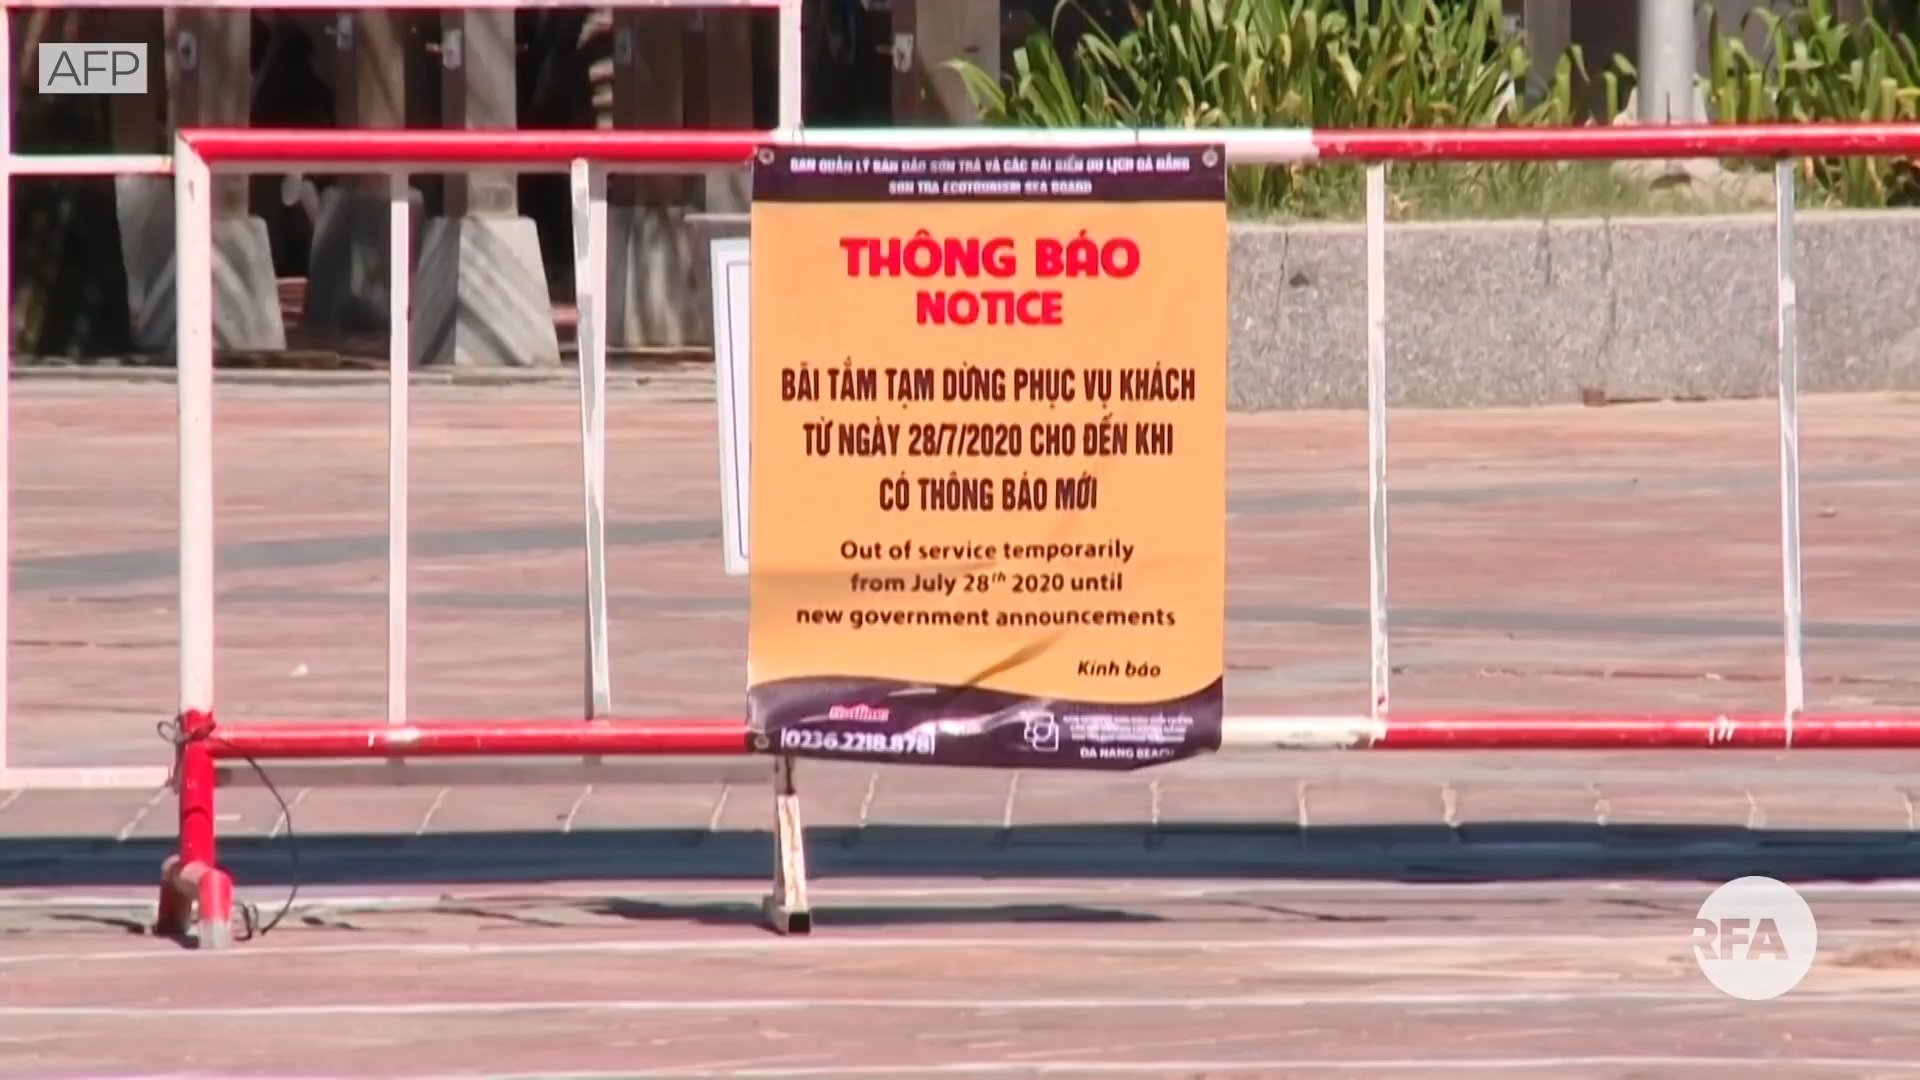 AFP
BAN QUẢN LÝ BÁN ĐẢO SƠN TRÀ VÀ CÁC BÃI BIỂN DU LỊCH ĐÀ NẴNG
SON TRA ECOTOURISM SEA BOARD
THÔNG BÁO
NOTICE
BÃI TẮM TẠM DỪNG PHỤC VỤ KHÁCH
TỪ NGÀY 28/7/2020 CHO ĐẾN KHI
CÓ THÔNG BÁO MỚI
Out of service temporarily
from July 28th 2020 until
new government announcements
Kính báo
Hotline:
0236.2218.878
DA NANG BEACH
RFA